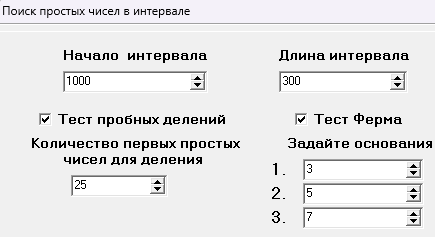 Поиск простых чисел в интервале
Начало интервала Длина интервала
1000 300
Тест пробных делений Тест Ферма
Количество первых простых Задайте основания
чисел для деления
1. 3
25
2. 5
3. 7